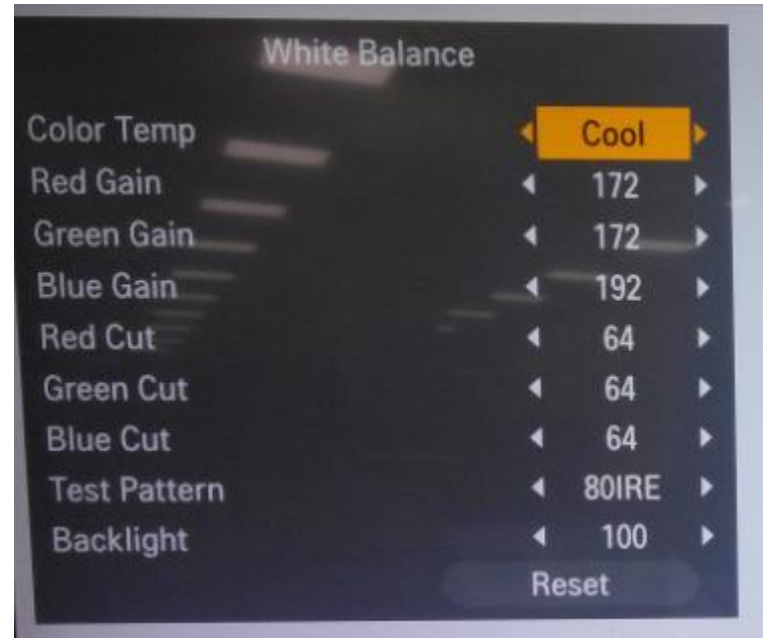 White Balance
Color Temp Cool
Red Gain 172
Green Gain 172
Blue Gain 192
Red Cut 64
Green Cut 64
Blue Cut 64
Test Pattern 80IRE
Backlight 100
Reset